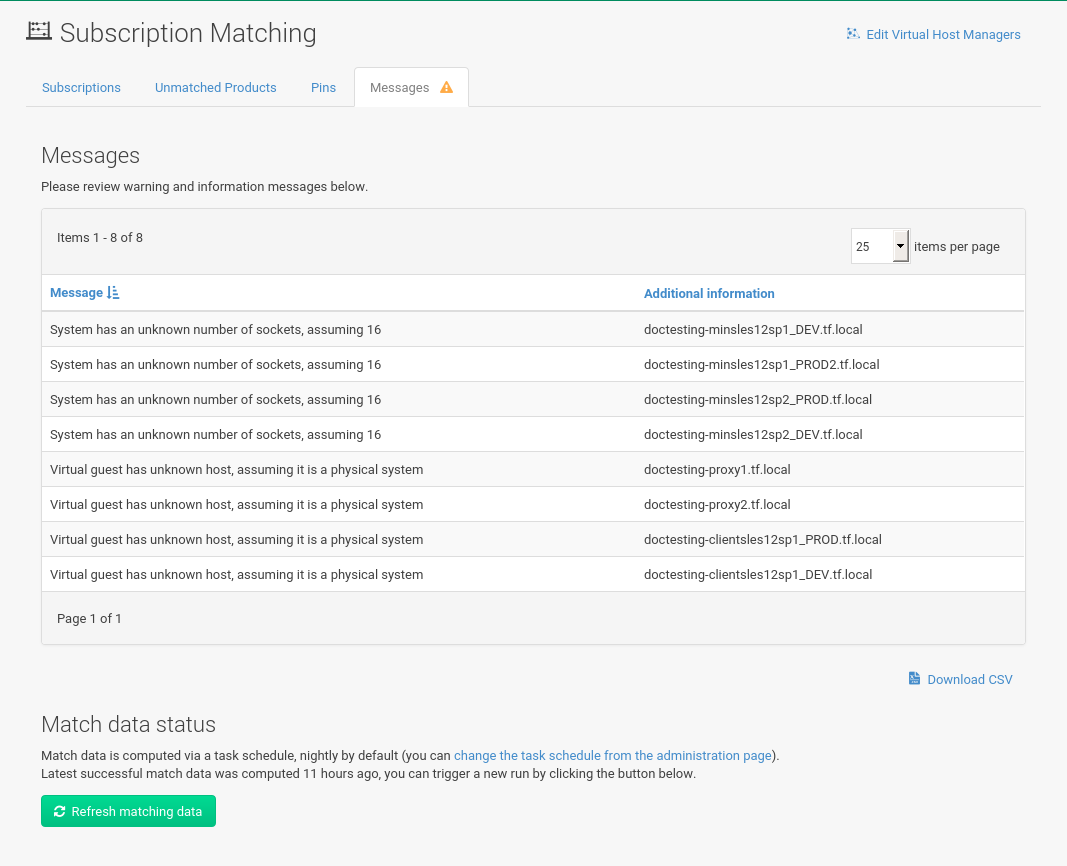 Subscription Matching
Edit Virtual Host Managers
Subscriptions Unmatched Products Pins Messages
Messages
Please review warning and information messages below.
Items 1 - 8 of 8
25 items per page
Message Additional information
System has an unknown number of sockets, assuming 16 doctesting-minsles12sp1_DEV.tf.local
System has an unknown number of sockets, assuming 16 doctesting-minsles12sp1_PROD2.tf.local
System has an unknown number of sockets, assuming 16 doctesting-minsles12sp2_PROD.tf.local
System has an unknown number of sockets, assuming 16 doctesting-minsles12sp2_DEV.tf.local
Virtual guest has unknown host, assuming it is a physical system doctesting-proxy1.tf.local
Virtual guest has unknown host, assuming it is a physical system doctesting-proxy2.tf.local
Virtual guest has unknown host, assuming it is a physical system doctesting-clientsles12sp1_PROD.tf.local
Virtual guest has unknown host, assuming it is a physical system doctesting-clientsles12sp1_DEV.tf.local
Page 1 of 1
Download CSV
Match data status
Match data is computed via a task schedule, nightly by default (you can change the task schedule from the administration page).
Latest successful match data was computed 11 hours ago, you can trigger a new run by clicking the button below.
Refresh matching data